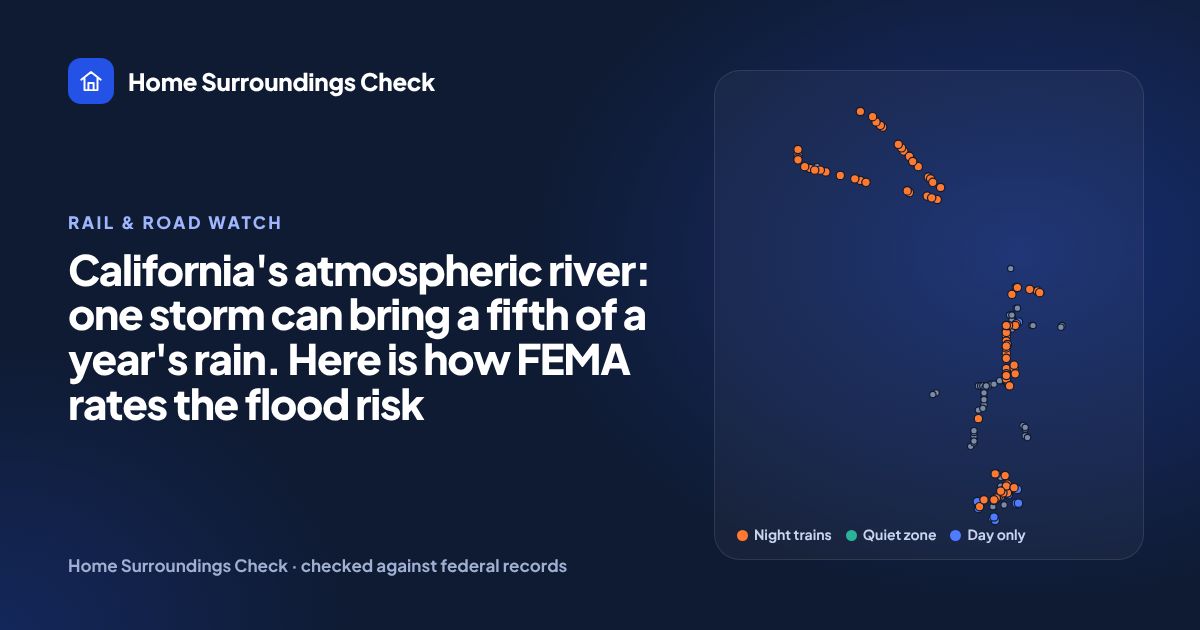 Home Surroundings Check
RAIL & ROAD WATCH
California's atmospheric river:
one storm can bring a fifth of a
year's rain. Here is how FEMA
rates the flood risk
Night trains
Quiet zone
Day only
Home Surroundings Check · checked against federal records